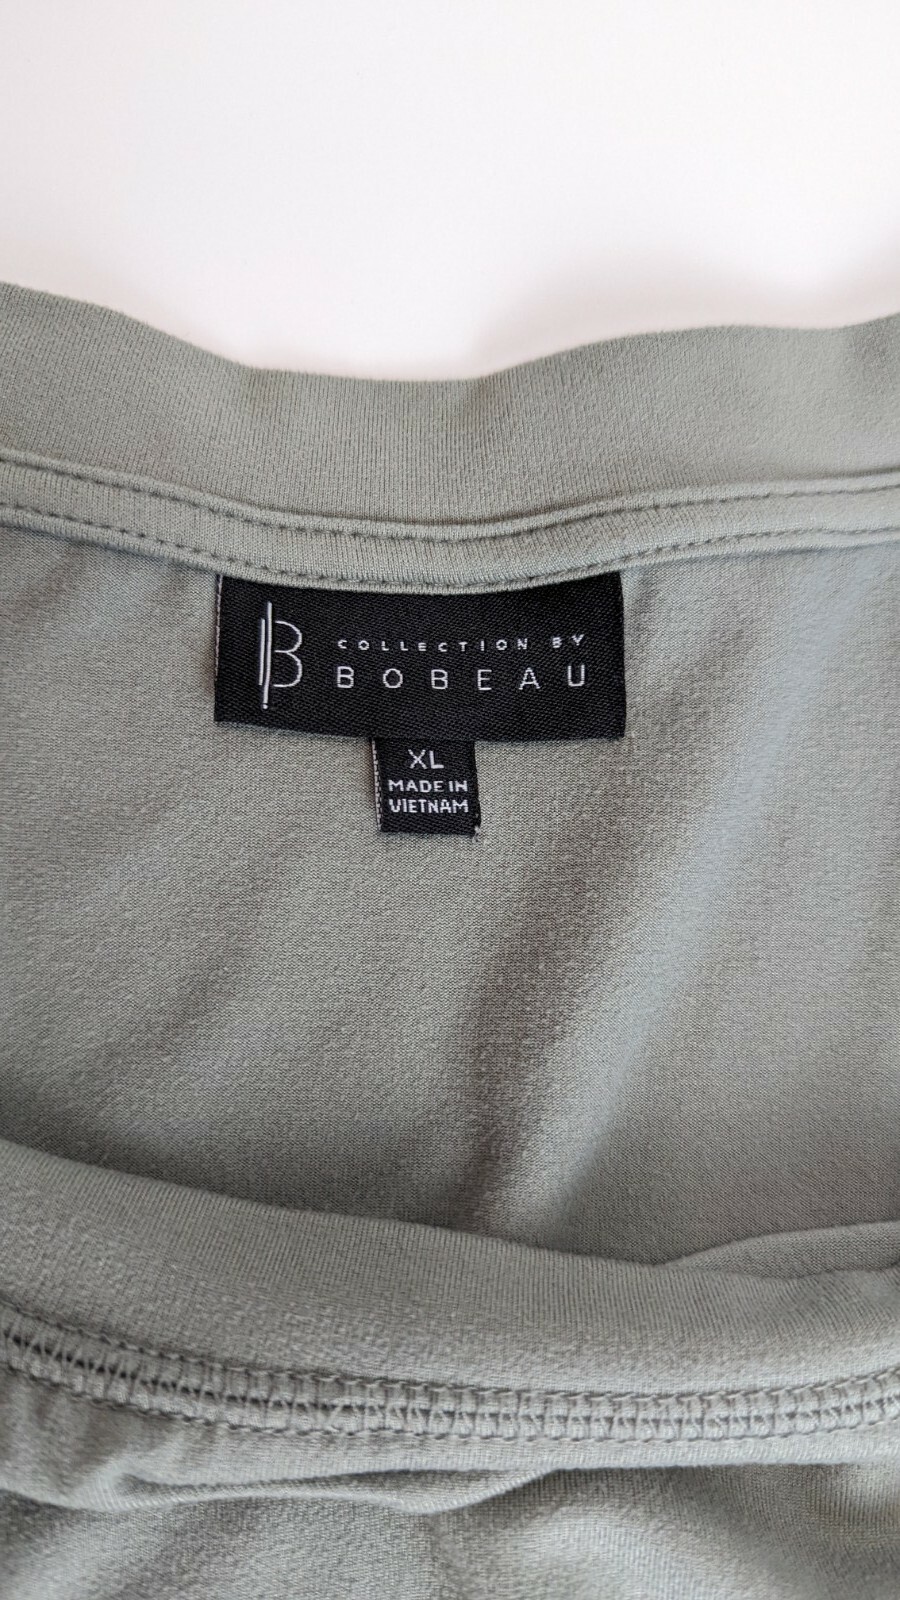 B
COLLECTION BY
BOBEAU
XL
MADE IN
VIETNAM